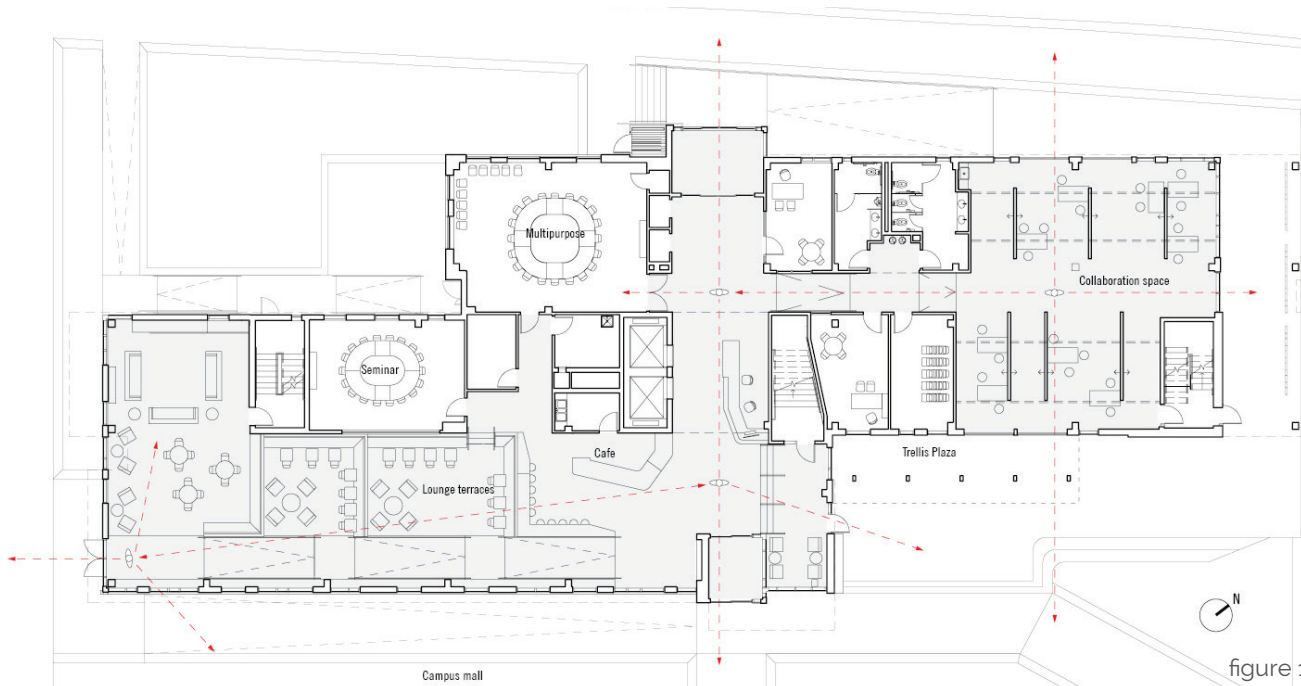 Multipurpose
Collaboration space
Seminar
Cafe
Trellis Plaza
Lounge terraces
N
Campus mall
figure 1